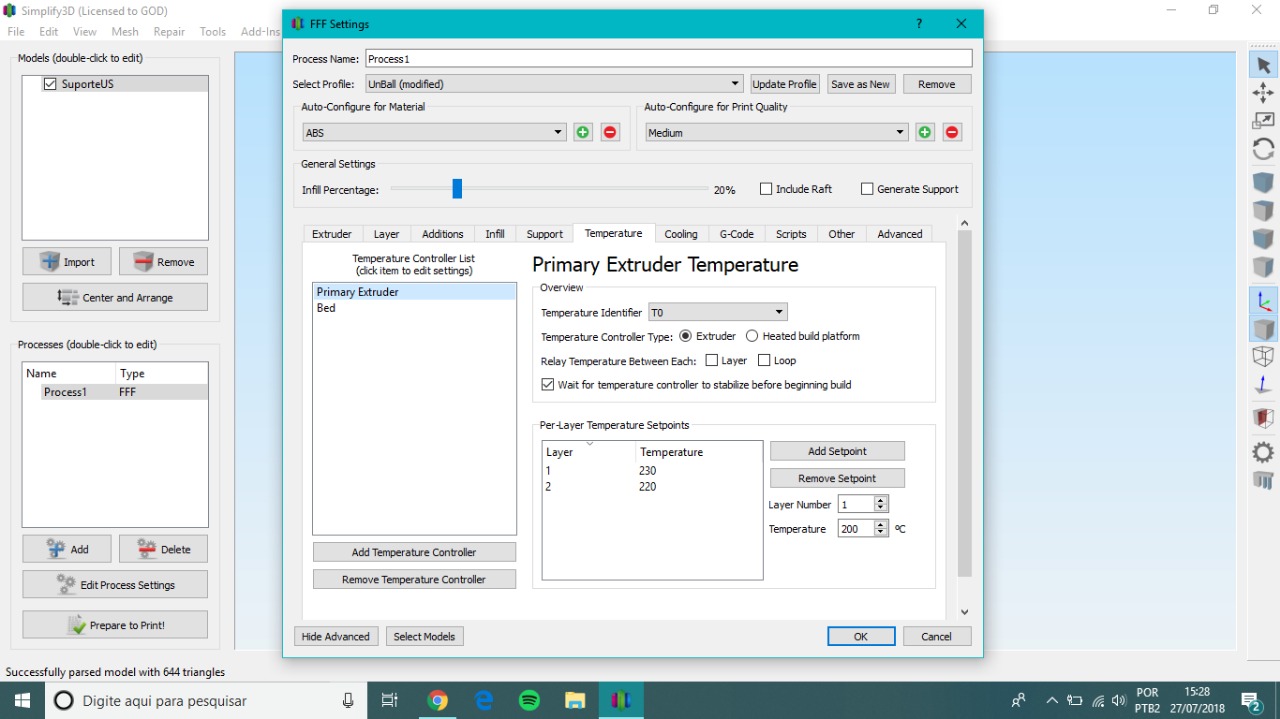 Simplify3D (Licensed to GOD)
File Edit View Mesh Repair Tools Add-Ins
Models (double-click to edit)
SuporteUS
Import Remove
Center and Arrange
Processes (double-click to edit)
Name Type
Process1 FFF
Add Delete
Edit Process Settings
Prepare to Print!
Successfully parsed model with 644 triangles
FFF Settings
Process Name: Process1
Select Profile: UnBall (modified) Update Profile Save as New Remove
Auto-Configure for Material
ABS
Auto-Configure for Print Quality
Medium
General Settings
Infill Percentage: 20% Include Raft Generate Support
Extruder Layer Additions Infill Support Temperature Cooling G-Code Scripts Other Advanced
Temperature Controller List
(click item to edit settings)
Primary Extruder
Bed
Add Temperature Controller
Remove Temperature Controller
Primary Extruder Temperature
Overview
Temperature Identifier T0
Temperature Controller Type: Extruder Heated build platform
Relay Temperature Between Each: Layer Loop
Wait for temperature controller to stabilize before beginning build
Per-Layer Temperature Setpoints
Layer Temperature
1 230
2 220
Add Setpoint
Remove Setpoint
Layer Number 1
Temperature 200 ºC
Hide Advanced Select Models OK Cancel
Digite aqui para pesquisar
POR
PTB2
15:28
27/07/2018
2